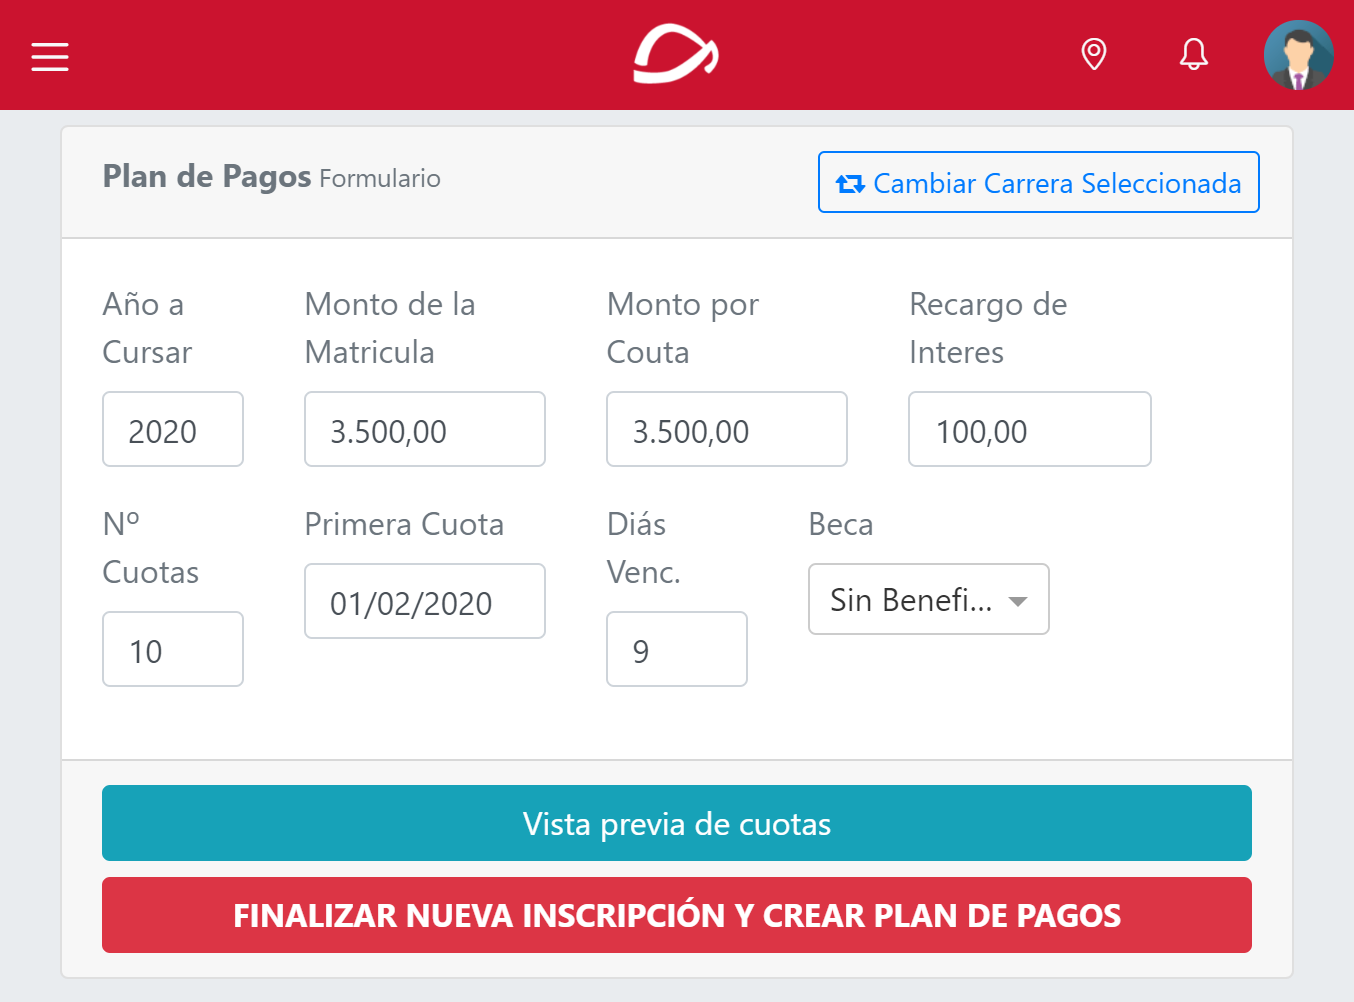 Plan de Pagos Formulario
Cambiar Carrera Seleccionada
Año a
Cursar
2020
Monto de la
Matricula
3.500,00
Monto por
Couta
3.500,00
Recargo de
Interes
100,00
Nº
Cuotas
10
Primera Cuota
01/02/2020
Diás
Venc.
9
Beca
Sin Benefi...
Vista previa de cuotas
FINALIZAR NUEVA INSCRIPCIÓN Y CREAR PLAN DE PAGOS